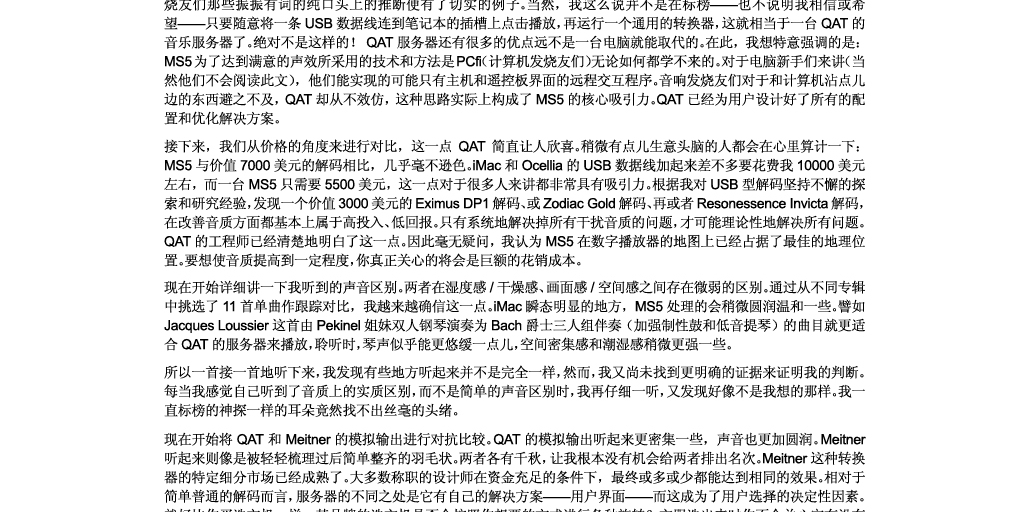 烧友们那些振振有词的纯口头上的推断便有了切实的例子。当然，我这么说并不是在标榜——也不说明我相信或希
望——只要随意将一条 USB 数据线连到笔记本的插槽上点击播放，再运行一个通用的转换器，这就相当于一台 QAT 的
音乐服务器了。绝对不是这样的！ QAT 服务器还有很多的优点远不是一台电脑就能取代的。在此，我想特意强调的是：
MS5 为了达到满意的声效所采用的技术和方法是PCfi（计算机发烧友们）无论如何都学不来的。对于电脑新手们来讲（当
然他们不会阅读此文），他们能实现的可能只有主机和遥控板界面的远程交互程序。音响发烧友们对于和计算机沾点儿
边的东西避之不及，QAT 却从不效仿，这种思路实际上构成了 MS5 的核心吸引力。QAT 已经为用户设计好了所有的配
置和优化解决方案。
接下来，我们从价格的角度来进行对比，这一点 QAT 简直让人欣喜。稍微有点儿生意头脑的人都会在心里算计一下：
MS5 与价值 7000 美元的解码相比，几乎毫不逊色。iMac 和 Ocellia 的 USB 数据线加起来差不多要花费我 10000 美元
左右，而一台 MS5 只需要 5500 美元，这一点对于很多人来讲都非常具有吸引力。根据我对 USB 型解码坚持不懈的探
索和研究经验，发现一个价值 3000 美元的 Eximus DP1 解码、或 Zodiac Gold 解码、再或者 Resonessence Invicta 解码，
在改善音质方面都基本上属于高投入、低回报。只有系统地解决掉所有干扰音质的问题，才可能理论性地解决所有问题。
QAT 的工程师已经清楚地明白了这一点。因此毫无疑问，我认为 MS5 在数字播放器的地图上已经占据了最佳的地理位
置。要想使音质提高到一定程度，你真正关心的将会是巨额的花销成本。
现在开始详细讲一下我听到的声音区别。两者在湿度感 / 干燥感、画面感 / 空间感之间存在微弱的区别。通过从不同专辑
中挑选了 11 首单曲作跟踪对比，我越来越确信这一点。iMac 瞬态明显的地方，MS5 处理的会稍微圆润温和一些。譬如
Jacques Loussier 这首由 Pekinel 姐妹双人钢琴演奏为 Bach 爵士三人组伴奏（加强制性鼓和低音提琴）的曲目就更适
合 QAT 的服务器来播放，聆听时，琴声似乎能更悠缓一点儿，空间密集感和潮湿感稍微更强一些。
所以一首接一首地听下来，我发现有些地方听起来并不是完全一样，然而，我又尚未找到更明确的证据来证明我的判断。
每当我感觉自己听到了音质上的实质区别，而不是简单的声音区别时，我再仔细一听，又发现好像不是我想的那样。我一
直标榜的神探一样的耳朵竟然找不出丝毫的头绪。
现在开始将 QAT 和 Meitner 的模拟输出进行对抗比较。QAT 的模拟输出听起来更密集一些，声音也更加圆润。Meitner
听起来则像是被轻轻梳理过后简单整齐的羽毛状。两者各有千秋，让我根本没有机会给两者排出名次。Meitner 这种转换
器的特定细分市场已经成熟了。大多数称职的设计师在资金充足的条件下，最终或多或少都能达到相同的效果。相对于
简单普通的解码而言，服务器的不同之处是它有自己的解决方案——用户界面——而这成为了用户选择的决定性因素。